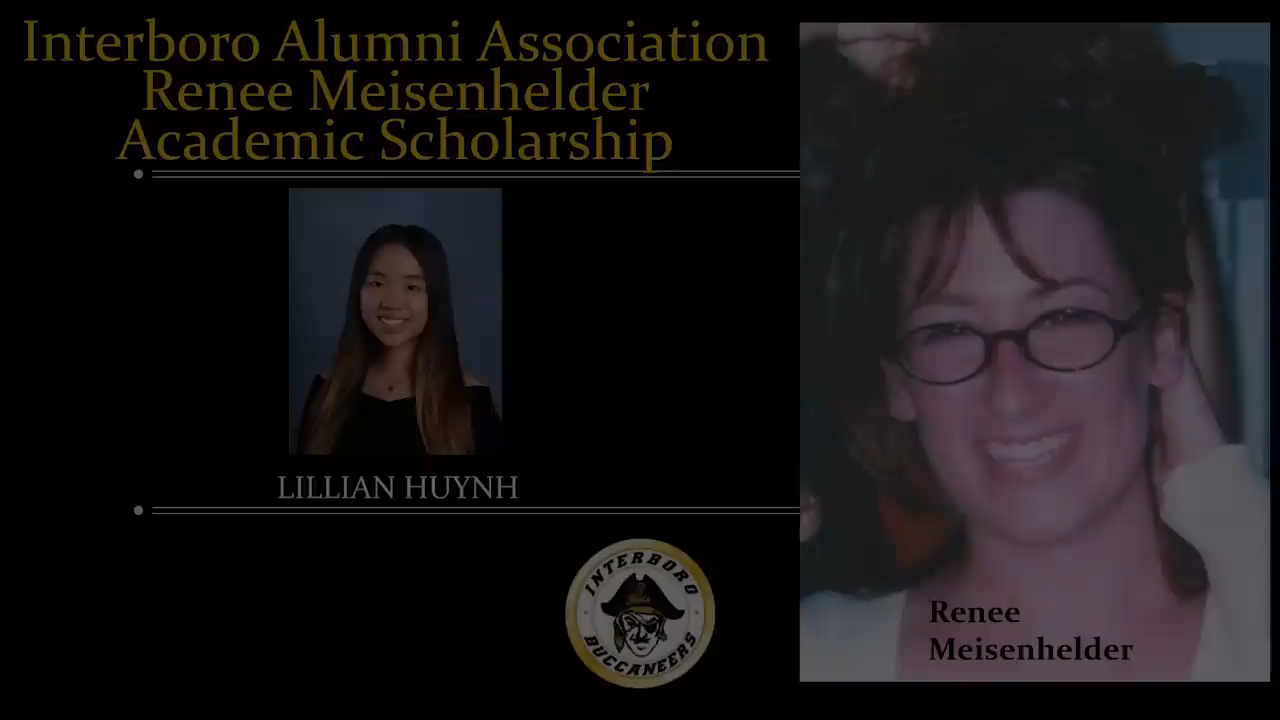 Interboro Alumni Association
Renee Meisenhelder
Academic Scholarship
LILLIAN HUYNH
INTERBORO
BUCCANEERS
Renee
Meisenhelder